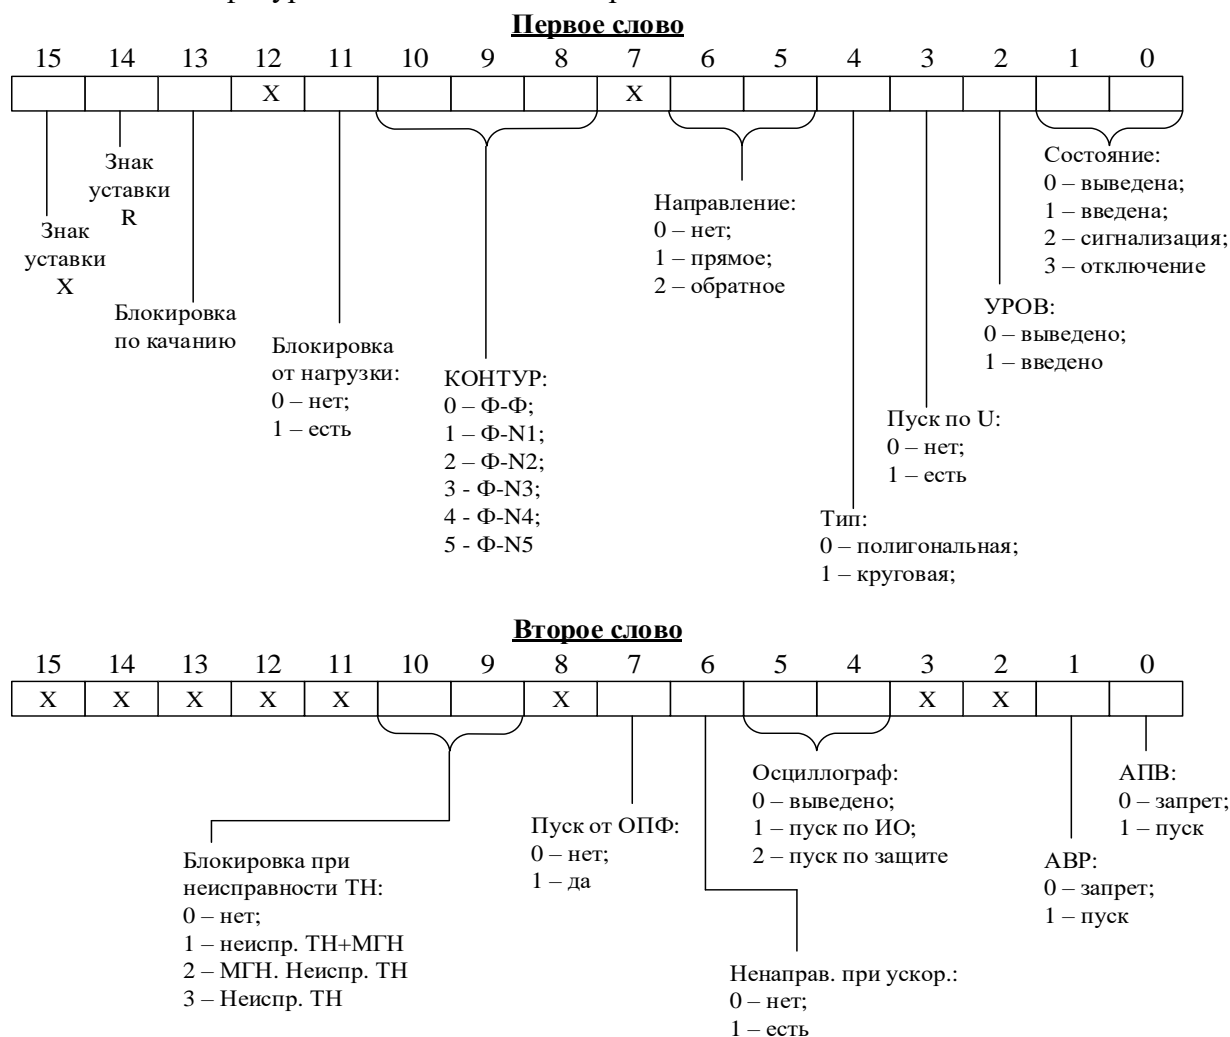 Первое слово
15 14 13 12 11 10 9 8 7 6 5 4 3 2 1 0
X X
Знак
уставки
X
Знак
уставки
R
Блокировка
по качанию
Блокировка
от нагрузки:
0 – нет;
1 – есть
КОНТУР:
0 – Ф-Ф;
1 – Ф-N1;
2 – Ф-N2;
3 - Ф-N3;
4 - Ф-N4;
5 - Ф-N5
Направление:
0 – нет;
1 – прямое;
2 – обратное
Тип:
0 – полигональная;
1 – круговая;
Пуск по U:
0 – нет;
1 – есть
УРОВ:
0 – выведено;
1 – введено
Состояние:
0 – выведена;
1 – введена;
2 – сигнализация;
3 – отключение
Второе слово
15 14 13 12 11 10 9 8 7 6 5 4 3 2 1 0
X X X X X X X X
Блокировка при
неисправности ТН:
0 – нет;
1 – неиспр. ТН+МГН
2 – МГН. Неиспр. ТН
3 – Неиспр. ТН
Пуск от ОПФ:
0 – нет;
1 – да
Ненаправ. при ускор.:
0 – нет;
1 – есть
Осциллограф:
0 – выведено;
1 – пуск по ИО;
2 – пуск по защите
АВР:
0 – запрет;
1 – пуск
АПВ:
0 – запрет;
1 – пуск